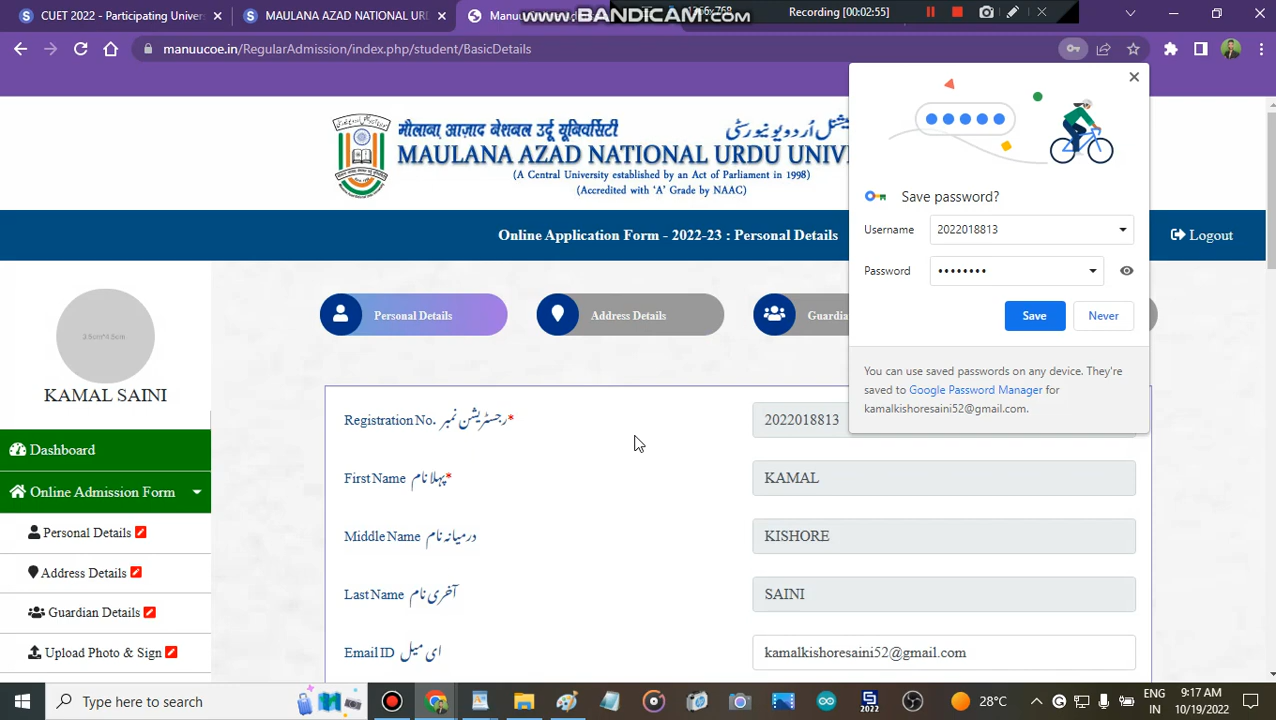 CUET 2022 - Participating Univer
MAULANA AZAD NATIONAL UR
Manuu
www.BANDICAM.com
Recording [00:02:55]
manuucoe.in/RegularAdmission/index.php/student/BasicDetails
मौलाना आज़ाद नेशनल उर्दू यूनिवर्सिटी
MAULANA AZAD NATIONAL URDU UNIV
(A Central University established by an Act of Parliament in 1998)
(Accredited with 'A' Grade by NAAC)
Online Application Form - 2022-23 : Personal Details
Logout
Save password?
Username
2022018813
Password
••••••••
Save
Never
You can use saved passwords on any device. They're
saved to Google Password Manager for
kamalkishoresaini52@gmail.com.
3.5cm*4.5cm
KAMAL SAINI
Dashboard
Online Admission Form
Personal Details
Address Details
Guardian Details
Upload Photo & Sign
Personal Details
Address Details
Guardia
Registration No. رجسٹریشن نمبر*
2022018813
First Name پہلا نام*
KAMAL
Middle Name درمیانہ نام
KISHORE
Last Name آخری نام
SAINI
Email ID ای میل
kamalkishoresaini52@gmail.com
Type here to search
2022
28°C
ENG
IN
9:17 AM
10/19/2022